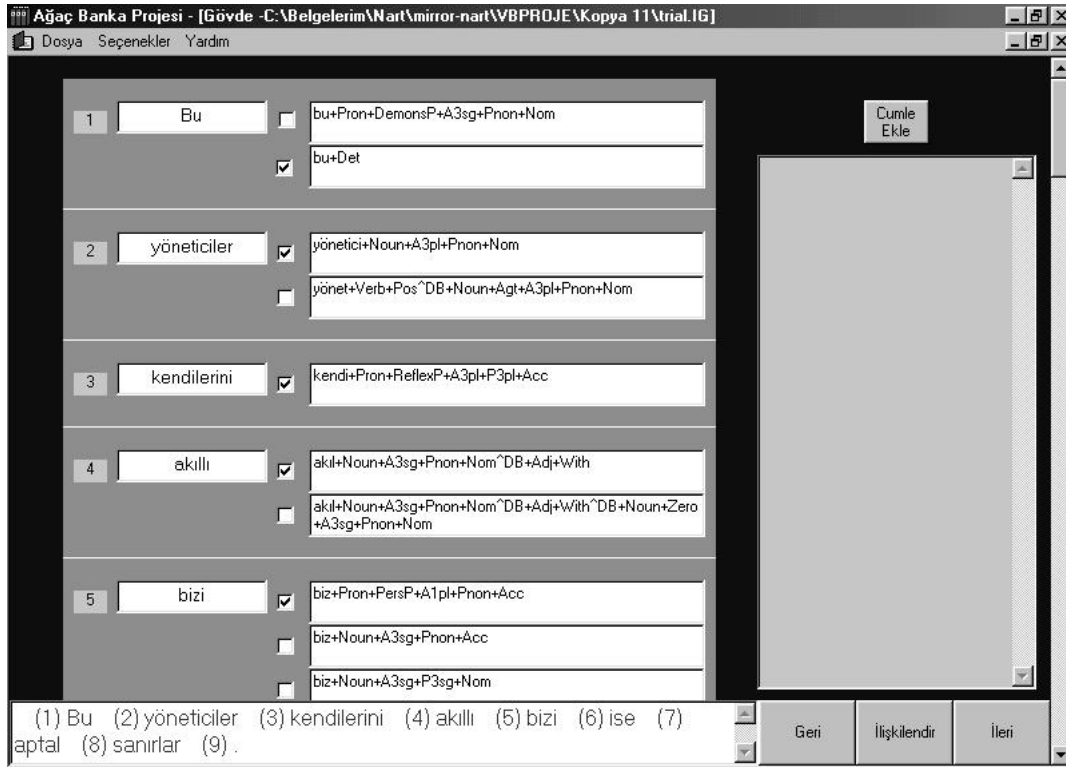 Ağaç Banka Projesi - [Gövde -C:\Belgelerim\Nart\mirror-nart\VBPROJE\Kopya 11\trial.IG]
Dosya Seçenekler Yardım
1 Bu bu+Pron+DemonsP+A3sg+Pnon+Nom
bu+Det
2 yöneticiler yönetici+Noun+A3pl+Pnon+Nom
yönet+Verb+Pos^DB+Noun+Agt+A3pl+Pnon+Nom
3 kendilerini kendi+Pron+ReflexP+A3pl+P3pl+Acc
4 akıllı akıl+Noun+A3sg+Pnon+Nom^DB+Adj+With
akıl+Noun+A3sg+Pnon+Nom^DB+Adj+With^DB+Noun+Zero
+A3sg+Pnon+Nom
5 bizi biz+Pron+PersP+A1pl+Pnon+Acc
biz+Noun+A3sg+Pnon+Acc
biz+Noun+A3sg+P3sg+Nom
Cumle
Ekle
(1) Bu (2) yöneticiler (3) kendilerini (4) akıllı (5) bizi (6) ise (7)
aptal (8) sanırlar (9) .
Geri İlişkilendir İleri